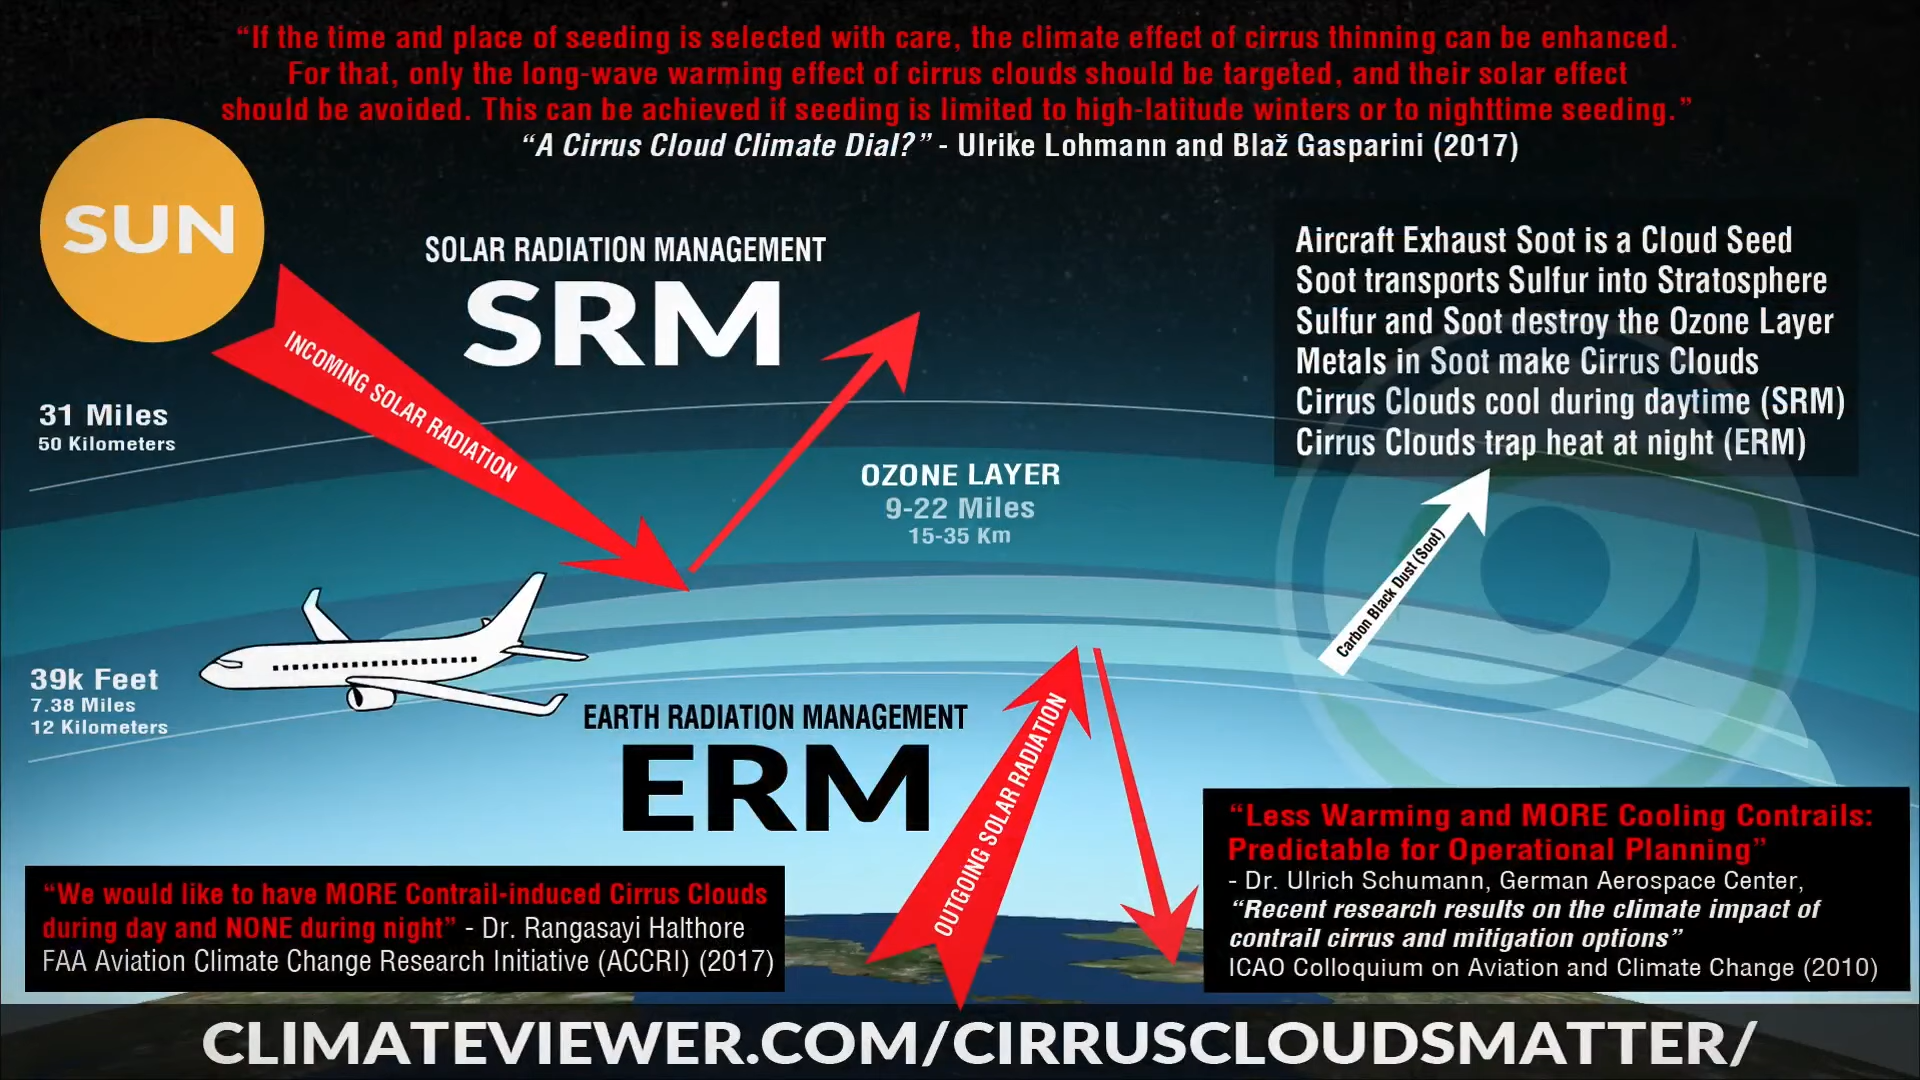 “If the time and place of seeding is selected with care, the climate effect of cirrus thinning can be enhanced.
For that, only the long-wave warming effect of cirrus clouds should be targeted, and their solar effect
should be avoided. This can be achieved if seeding is limited to high-latitude winters or to nighttime seeding.”
“A Cirrus Cloud Climate Dial?” - Ulrike Lohmann and Blaž Gasparini (2017)
SUN
SOLAR RADIATION MANAGEMENT
SRM
INCOMING SOLAR RADIATION
Aircraft Exhaust Soot is a Cloud Seed
Soot transports Sulfur into Stratosphere
Sulfur and Soot destroy the Ozone Layer
Metals in Soot make Cirrus Clouds
Cirrus Clouds cool during daytime (SRM)
Cirrus Clouds trap heat at night (ERM)
31 Miles
50 Kilometers
OZONE LAYER
9-22 Miles
15-35 Km
Carbon Black Dust (Soot)
39k Feet
7.38 Miles
12 Kilometers
EARTH RADIATION MANAGEMENT
ERM
OUTGOING SOLAR RADIATION
“We would like to have MORE Contrail-induced Cirrus Clouds
during day and NONE during night” - Dr. Rangasayi Halthore
FAA Aviation Climate Change Research Initiative (ACCRI) (2017)
“Less Warming and MORE Cooling Contrails:
Predictable for Operational Planning”
- Dr. Ulrich Schumann, German Aerospace Center,
“Recent research results on the climate impact of
contrail cirrus and mitigation options”
ICAO Colloquium on Aviation and Climate Change (2010)
CLIMATEVIEWER.COM/CIRRUSCLOUDSMATTER/